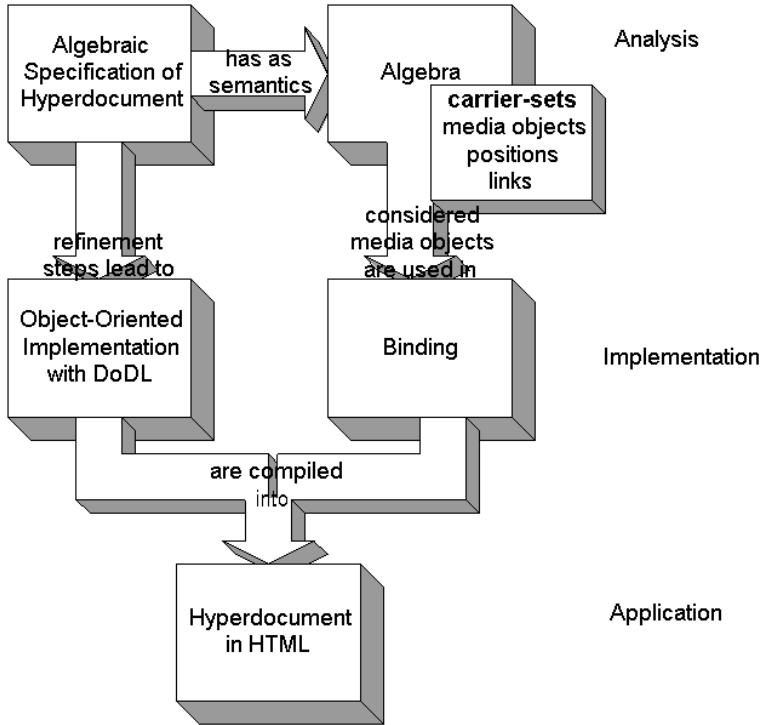 Algebraic
Specification of
Hyperdocument
has as
semantics
Algebra
carrier-sets
media objects
positions
links
Analysis
refinement
steps lead to
considered
media objects
are used in
Object-Oriented
Implementation
with DoDL
Binding
Implementation
are compiled
into
Hyperdocument
in HTML
Application